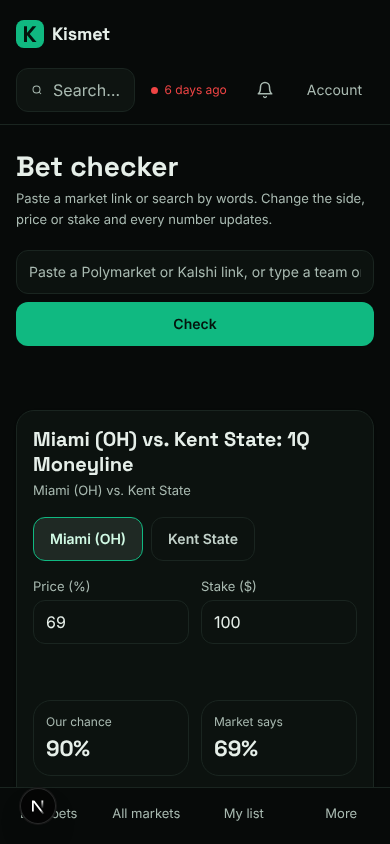 K Kismet
Search... 6 days ago Account
Bet checker
Paste a market link or search by words. Change the side,
price or stake and every number updates.
Paste a Polymarket or Kalshi link, or type a team o
Check
Miami (OH) vs. Kent State: 1Q
Moneyline
Miami (OH) vs. Kent State
Miami (OH) Kent State
Price (%) Stake ($)
69 100
Our chance Market says
90% 69%
N bets All markets My list More